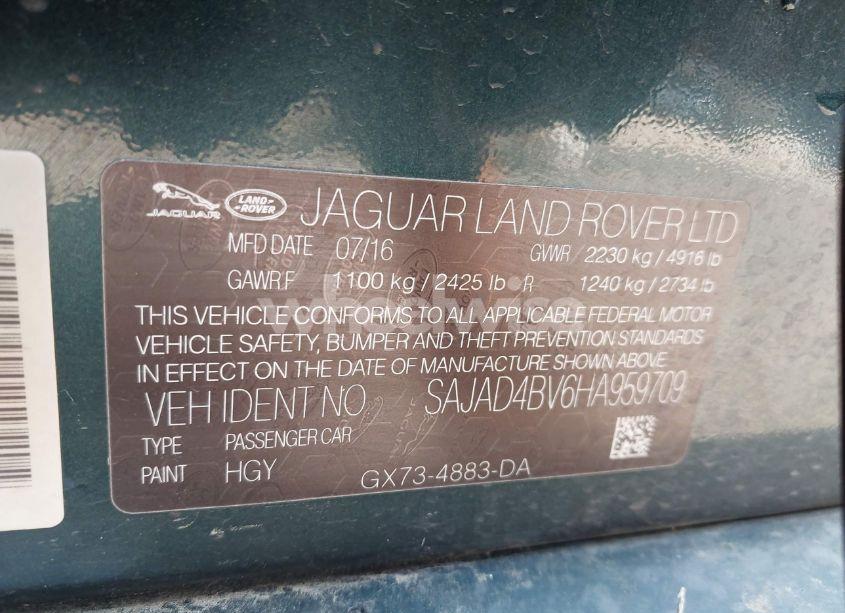 JAGUAR LAND ROVER JAGUAR LAND ROVER LTD
MFD DATE 07/16 GVWR 2230 kg / 4916 lb
GAWR F 1100 kg / 2425 lb R 1240 kg / 2734 lb
THIS VEHICLE CONFORMS TO ALL APPLICABLE FEDERAL MOTOR
VEHICLE SAFETY, BUMPER AND THEFT PREVENTION STANDARDS
IN EFFECT ON THE DATE OF MANUFACTURE SHOWN ABOVE.
VEH IDENT NO SAJAD4BV6HA959709
TYPE PASSENGER CAR
PAINT HGY GX73-4883-DA